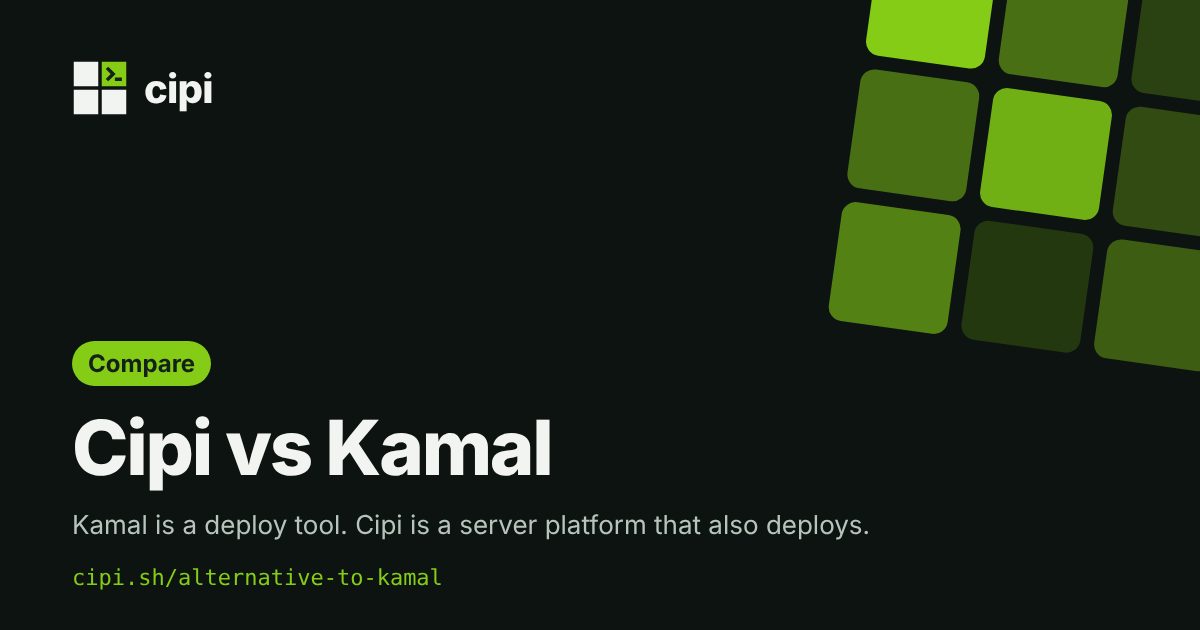 cipi
Compare
Cipi vs Kamal
Kamal is a deploy tool. Cipi is a server platform that also deploys.
cipi.sh/alternative-to-kamal